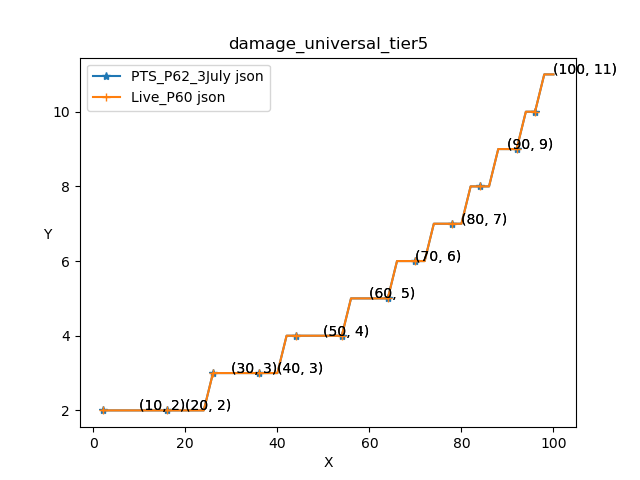 damage_universal_tier5
PTS_P62_3July json
Live_P60 json
(100, 11)
10
(90, 9)
8
(80, 7)
Y
(70, 6)
6
(60, 5)
4
(50, 4)
(30, 3)(40, 3)
2
(10, 2)(20, 2)
0 20 40 60 80 100
X